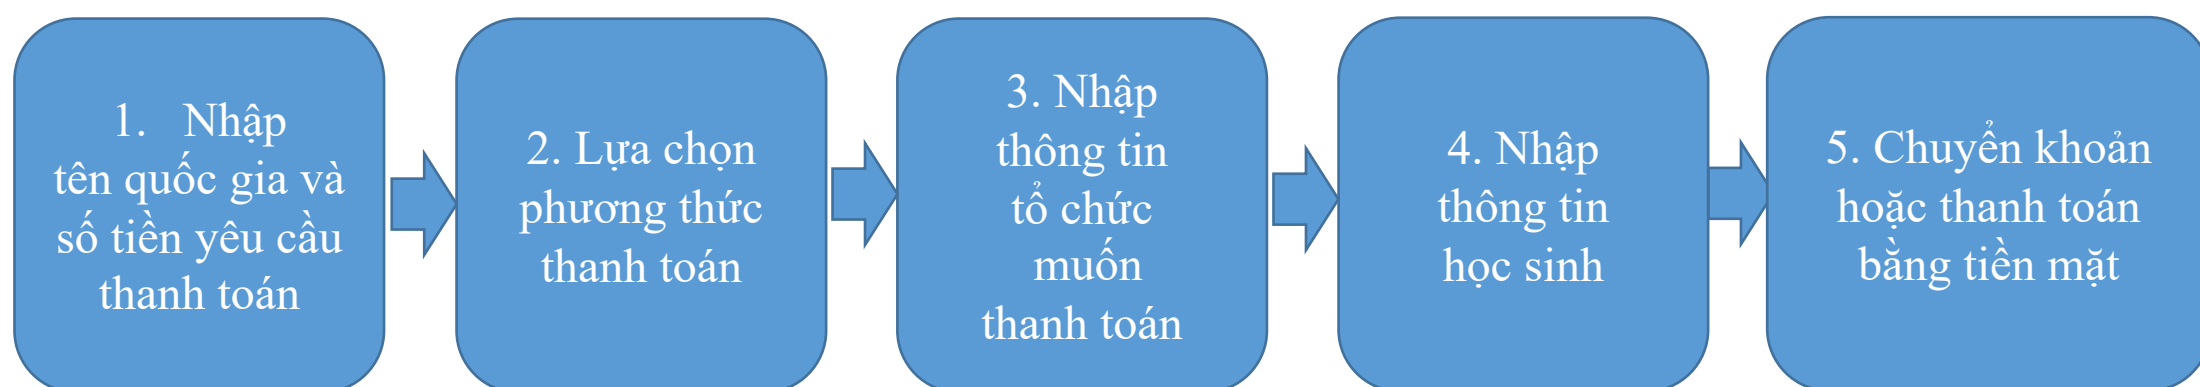 1. Nhập
tên quốc gia và
số tiền yêu cầu
thanh toán
2. Lựa chọn
phương thức
thanh toán
3. Nhập
thông tin
tổ chức
muốn
thanh toán
4. Nhập
thông tin
học sinh
5. Chuyển khoản
hoặc thanh toán
bằng tiền mặt